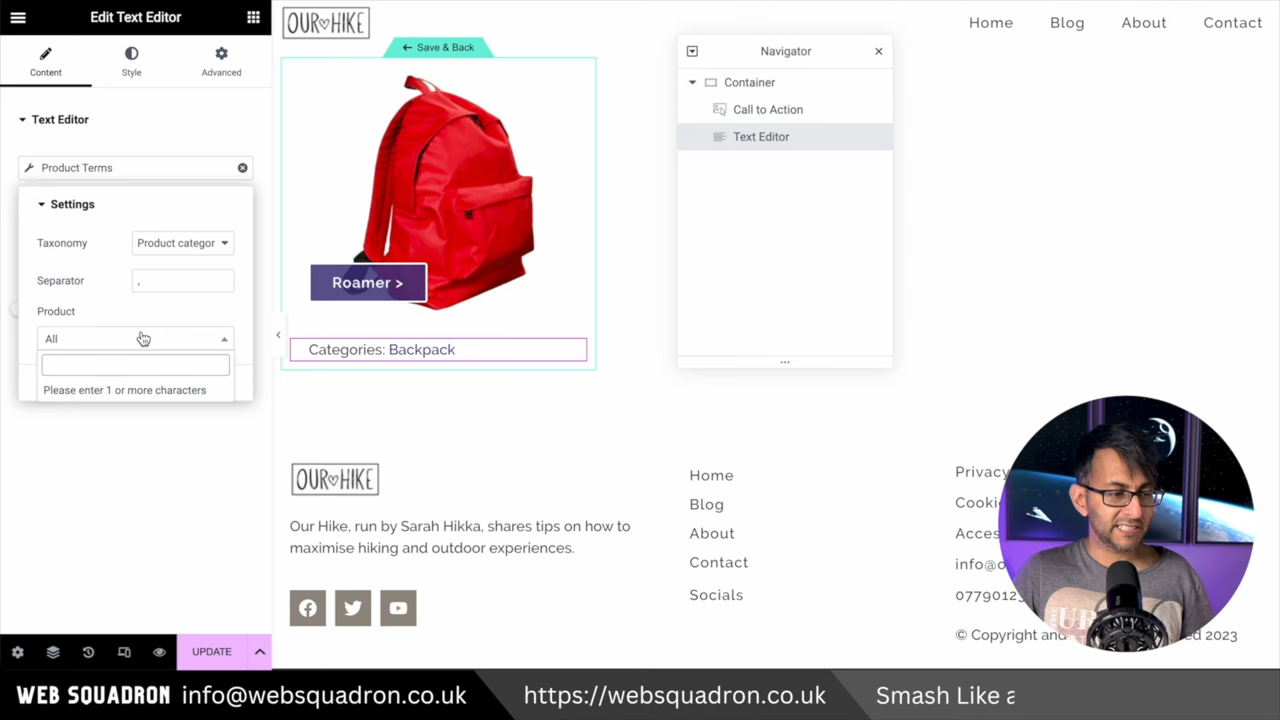 Edit Text Editor
Content
Style
Advanced
Text Editor
Product Terms
Settings
Taxonomy
Product categor
Separator
,
Product
All
Please enter 1 or more characters
UPDATE
OUR HIKE
Home
Blog
About
Contact
Save & Back
Roamer >
Categories: Backpack
Navigator
Container
Call to Action
Text Editor
OUR HIKE
Our Hike, run by Sarah Hikka, shares tips on how to
maximise hiking and outdoor experiences.
Home
Blog
About
Contact
Socials
Privacy
info@o
© Copyright and
ed 2023
WEB SQUADRON
info@websquadron.co.uk
https://websquadron.co.uk
Smash Like a